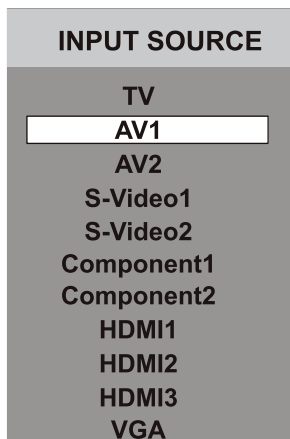 INPUT SOURCE
TV
AV1
AV2
S-Video1
S-Video2
Component1
Component2
HDMI1
HDMI2
HDMI3
VGA